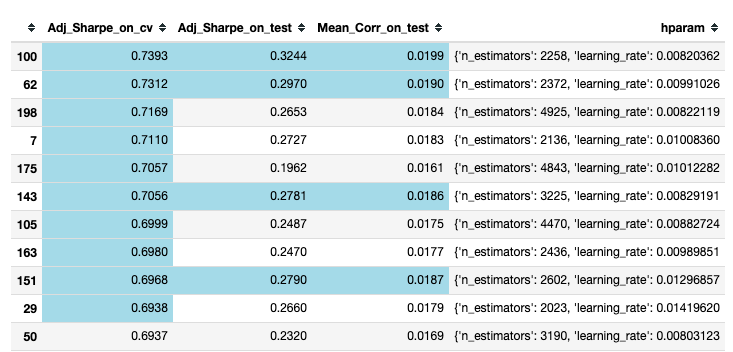 Adj_Sharpe_on_cv Adj_Sharpe_on_test Mean_Corr_on_test hparam
100 0.7393 0.3244 0.0199 {'n_estimators': 2258, 'learning_rate': 0.00820362
62 0.7312 0.2970 0.0190 {'n_estimators': 2372, 'learning_rate': 0.00991026
198 0.7169 0.2653 0.0184 {'n_estimators': 4925, 'learning_rate': 0.00822119
7 0.7110 0.2727 0.0183 {'n_estimators': 2136, 'learning_rate': 0.01008360
175 0.7057 0.1962 0.0161 {'n_estimators': 4843, 'learning_rate': 0.01012282
143 0.7056 0.2781 0.0186 {'n_estimators': 3225, 'learning_rate': 0.00829191
105 0.6999 0.2487 0.0175 {'n_estimators': 4470, 'learning_rate': 0.00882724
163 0.6980 0.2470 0.0177 {'n_estimators': 2436, 'learning_rate': 0.00989851
151 0.6968 0.2790 0.0187 {'n_estimators': 2602, 'learning_rate': 0.01296857
29 0.6938 0.2660 0.0179 {'n_estimators': 2023, 'learning_rate': 0.01419620
50 0.6937 0.2320 0.0169 {'n_estimators': 3190, 'learning_rate': 0.00803123